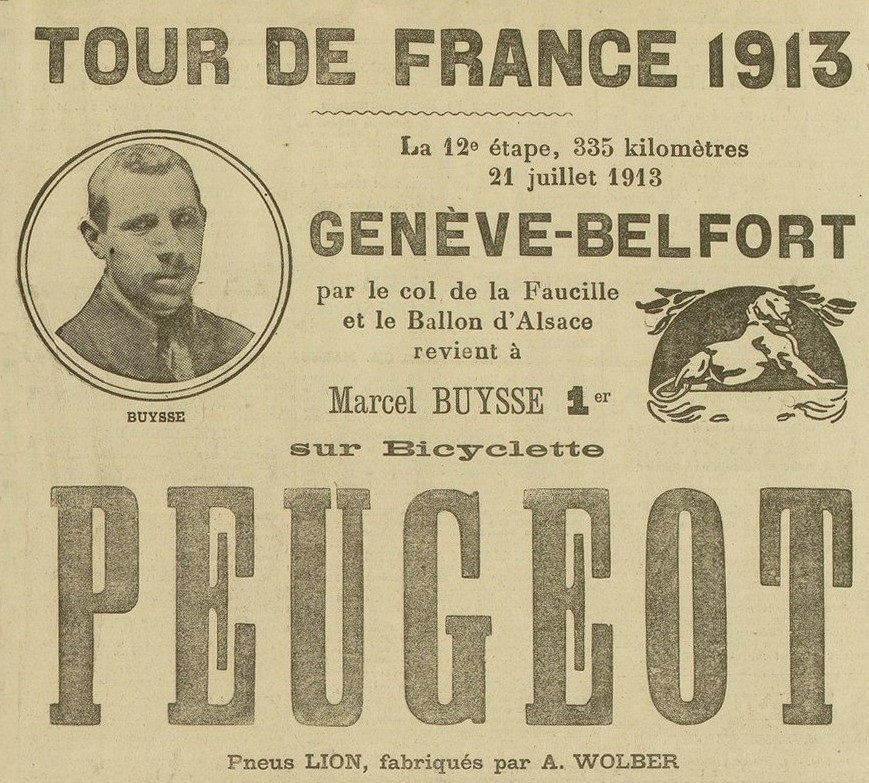 TOUR DE FRANCE 1913
La 12e étape, 335 kilomètres
21 juillet 1913
GENÈVE-BELFORT
par le col de la Faucille
et le Ballon d'Alsace
revient à
Marcel BUYSSE 1er
BUYSSE
sur Bicyclette
PEUGEOT
Pneus LION, fabriqués par A. WOLBER